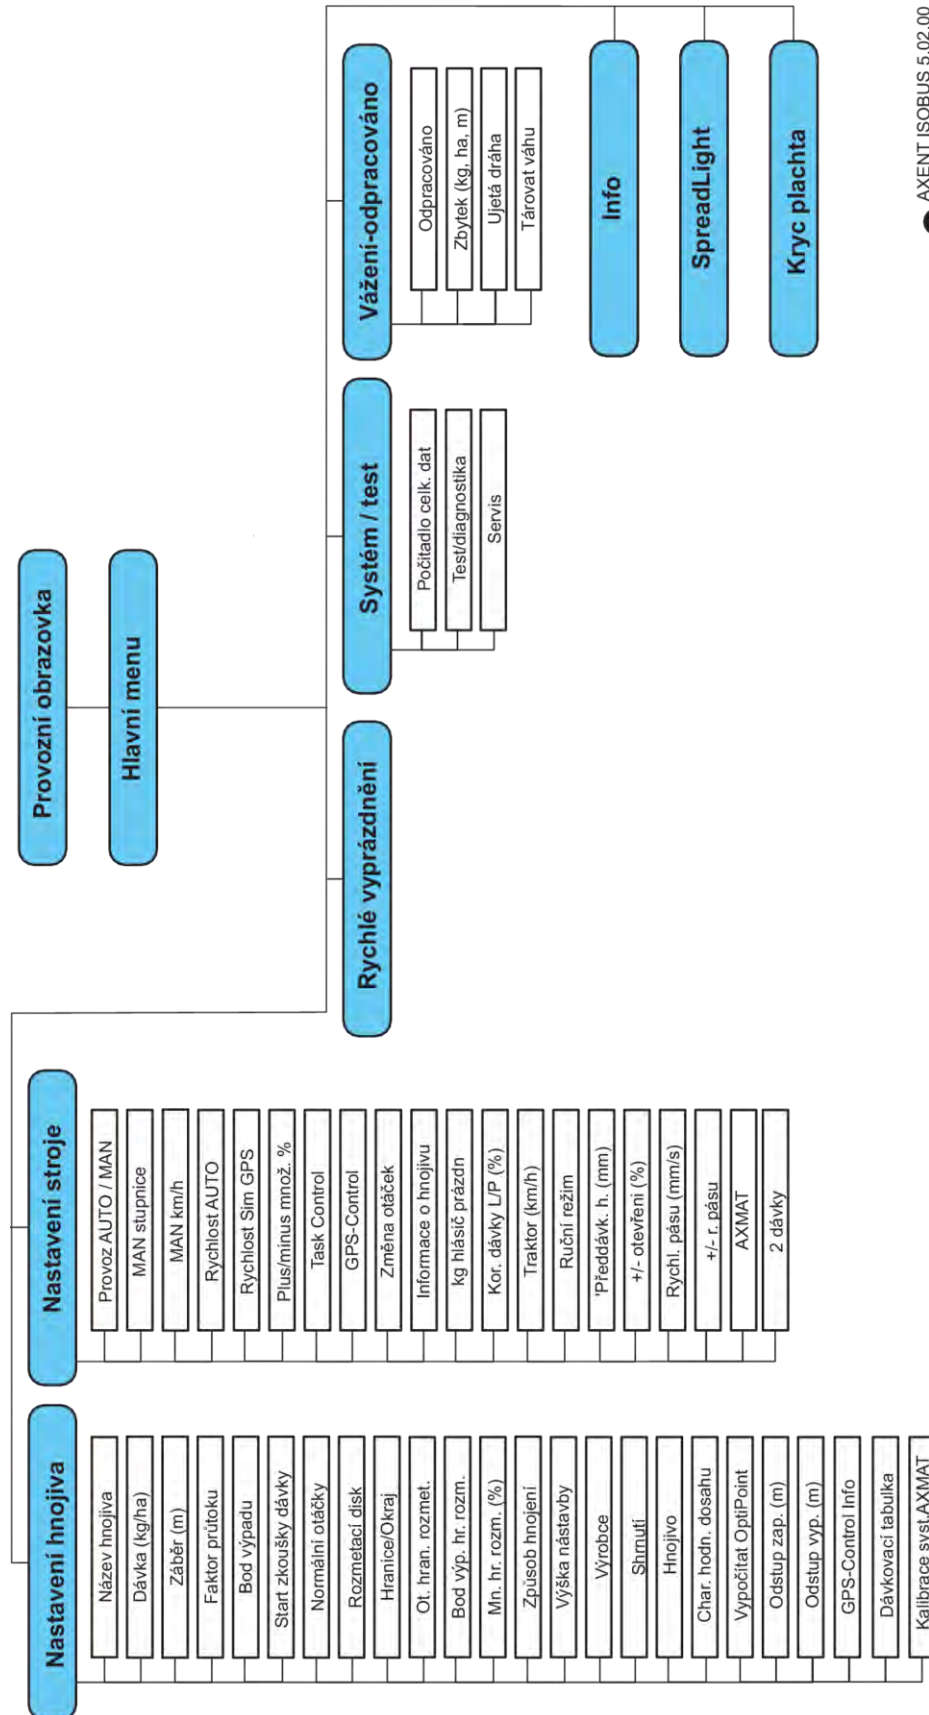 Provozní obrazovka
Hlavní menu
Nastavení hnojiva
Název hnojiva
Dávka (kg/ha)
Záběr (m)
Faktor průtoku
Bod výpadu
Start zkoušky dávky
Normální otáčky
Rozmetací disk
Hranice/Okraj
Ot. hran. rozmet.
Bod výp. hr. rozm.
Mn. hr. rozm. (%)
Způsob hnojení
Výška nástavby
Výrobce
Shrnutí
Hnojivo
Char. hodn. dosahu
Vypočítat OptiPoint
Odstup zap. (m)
Odstup vyp. (m)
GPS-Control Info
Dávkovací tabulka
Kalibrace syst.AXMAT
Nastavení stroje
Provoz AUTO / MAN
MAN stupnice
MAN km/h
Rychlost AUTO
Rychlost Sim GPS
Plus/minus množ. %
Task Control
GPS-Control
Změna otáček
Informace o hnojivu
kg hlásič prázdn
Kor. dávky L/P (%)
Traktor (km/h)
Ruční režim
'Předdávk. h. (mm)
+/- otevřeni (%)
Rychl. pásu (mm/s)
+/- r. pásu
AXMAT
2 dávky
Rychlé vyprázdnění
Systém / test
Počitadlo celk. dat
Test/diagnostika
Servis
Vážení-odpracováno
Odpracováno
Zbytek (kg, ha, m)
Ujetá dráha
Tárovat váhu
Info
SpreadLight
Kryc plachta
AXENT ISOBUS 5.02.00